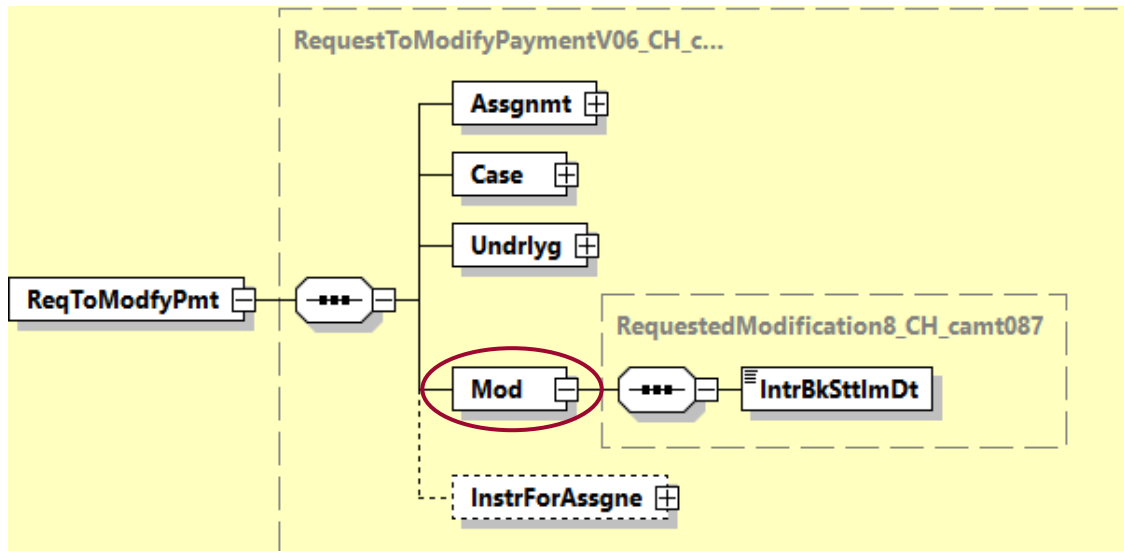 RequestToModifyPaymentV06_CH_c...
Assgnmt
Case
Undrlyg
ReqToModfyPmt
RequestedModification8_CH_camt087
Mod
IntrBkSttlmDt
InstrForAssgne